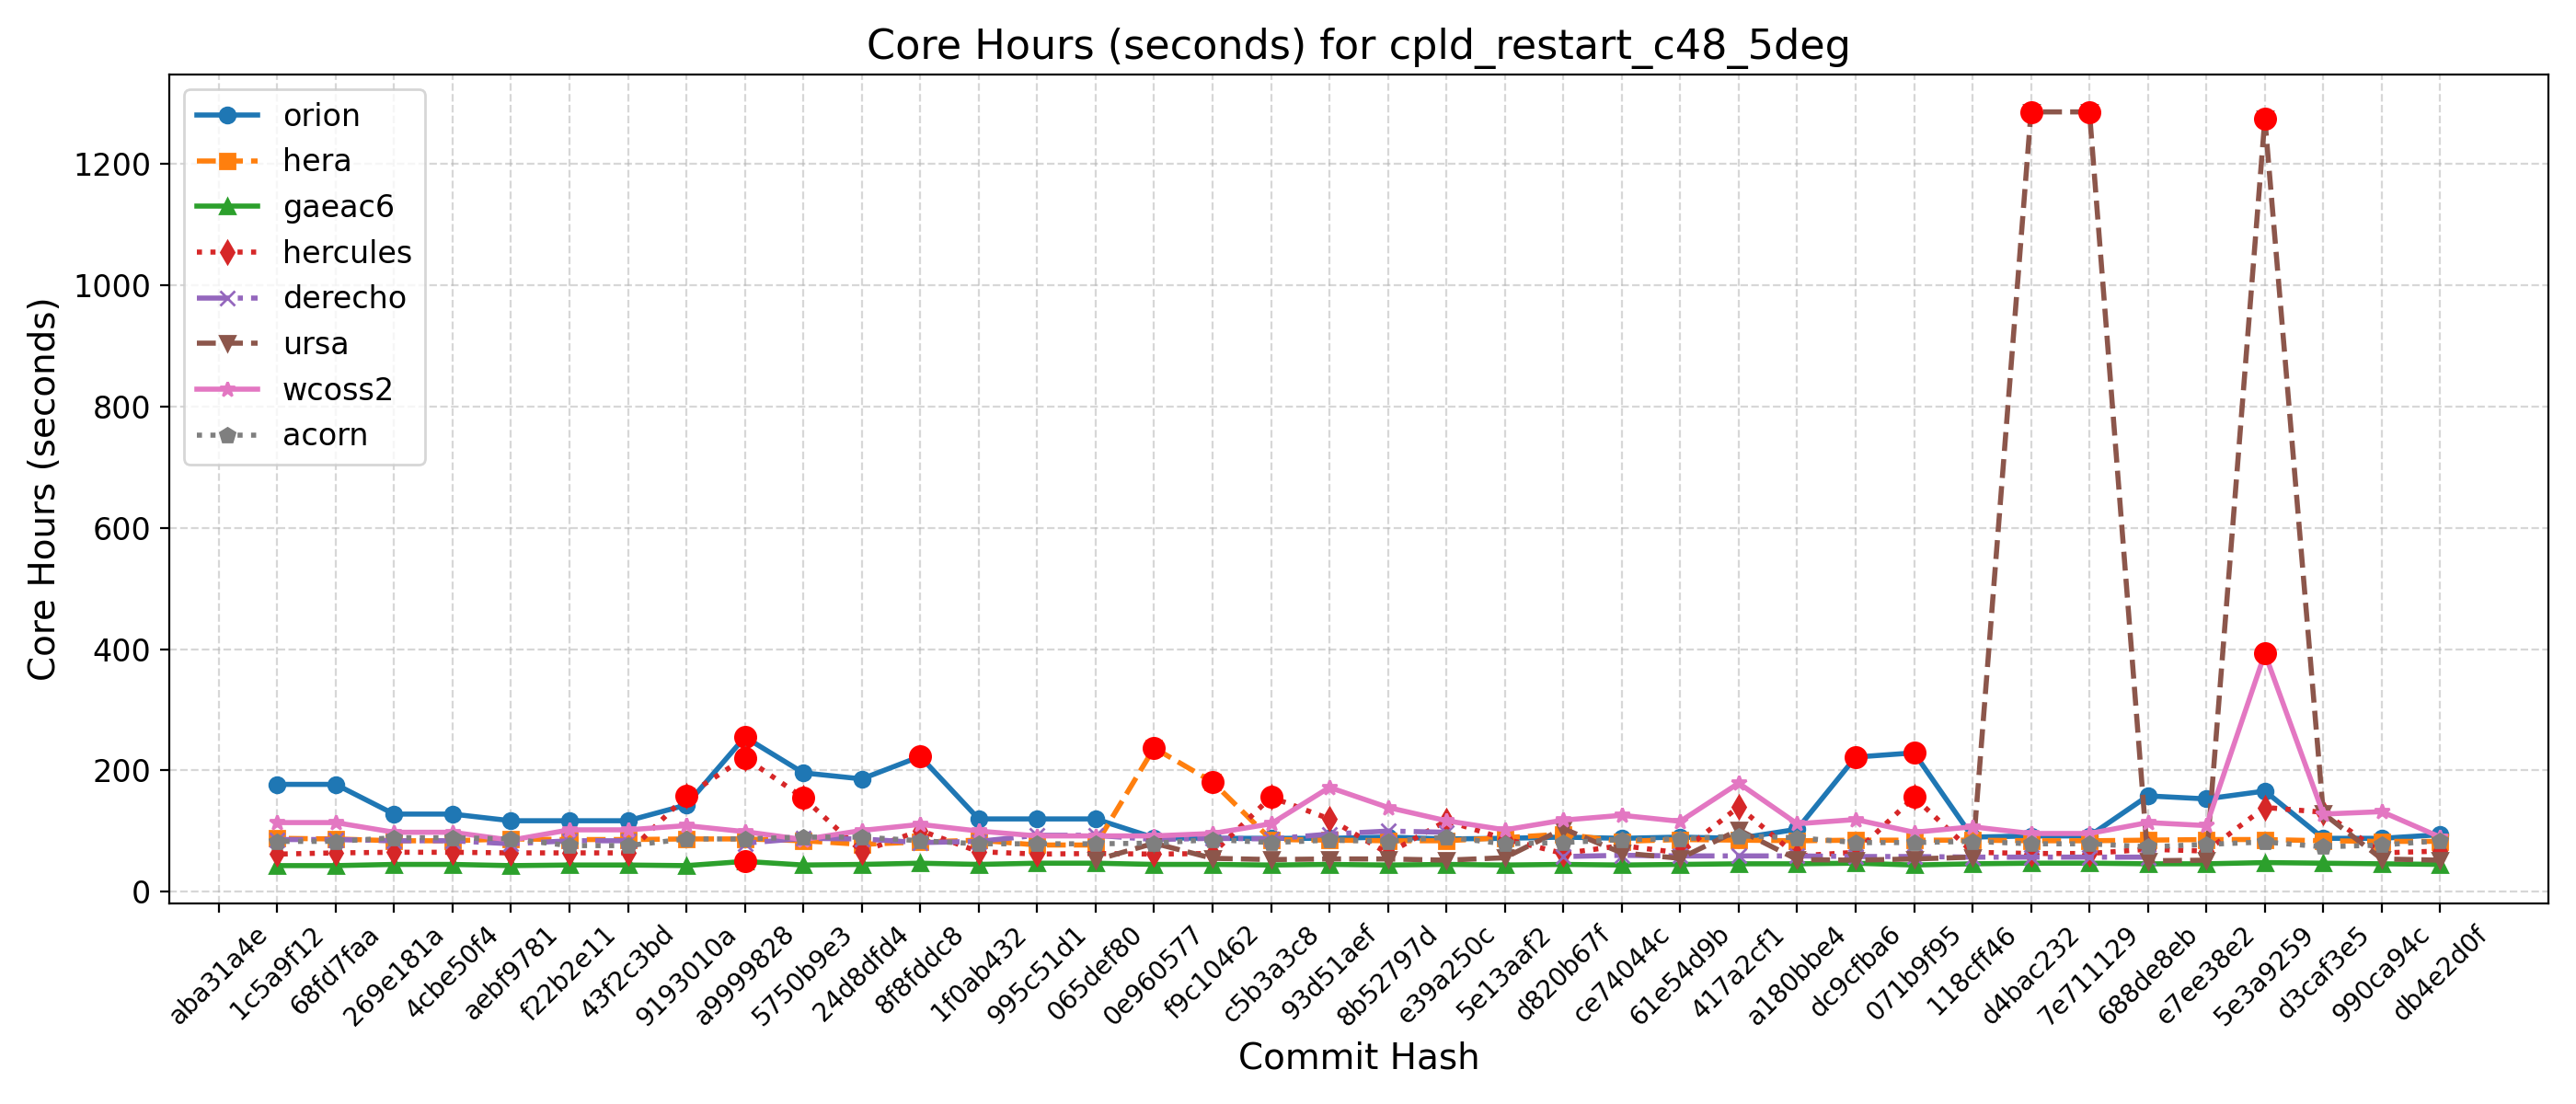 Core Hours (seconds) for cpld_restart_c48_5deg
orion
hera
gaeac6
hercules
derecho
ursa
wcoss2
acorn
Core Hours (seconds)
1200
1000
800
600
400
200
0
aba31a4e
1c5a9f12
68fd7faa
269e181a
4cbe50f4
aebf9781
f22b2e11
43f2c3bd
9193010a
a9999828
5750b9e3
24d8dfd4
8f8fddc8
1f0ab432
995c51d1
065def80
0e960577
f9c10462
c5b3a3c8
93d51aef
8b52797d
e39a250c
5e13aaf2
d820b67f
ce74044c
61e54d9b
417a2cf1
a180bbe4
dc9cfba6
071b9f95
118cff46
d4bac232
7e711129
688de8eb
e7ee38e2
5e3a9259
d3caf3e5
990ca94c
db4e2d0f
Commit Hash